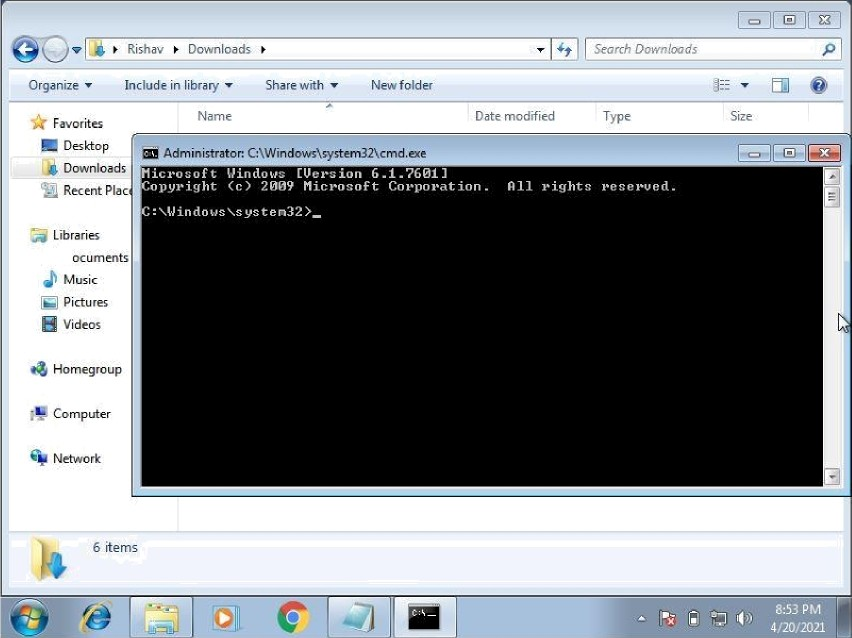 Rishav Downloads
Search Downloads
Organize Include in library Share with New folder
Name Date modified Type Size
Favorites
Desktop
Downloads
Recent Place
Libraries
ocuments
Music
Pictures
Videos
Homegroup
Computer
Network
Administrator: C:\Windows\system32\cmd.exe
Microsoft Windows [Version 6.1.7601]
Copyright (c) 2009 Microsoft Corporation. All rights reserved.
C:\Windows\system32>_
6 items
8:53 PM
4/20/2021